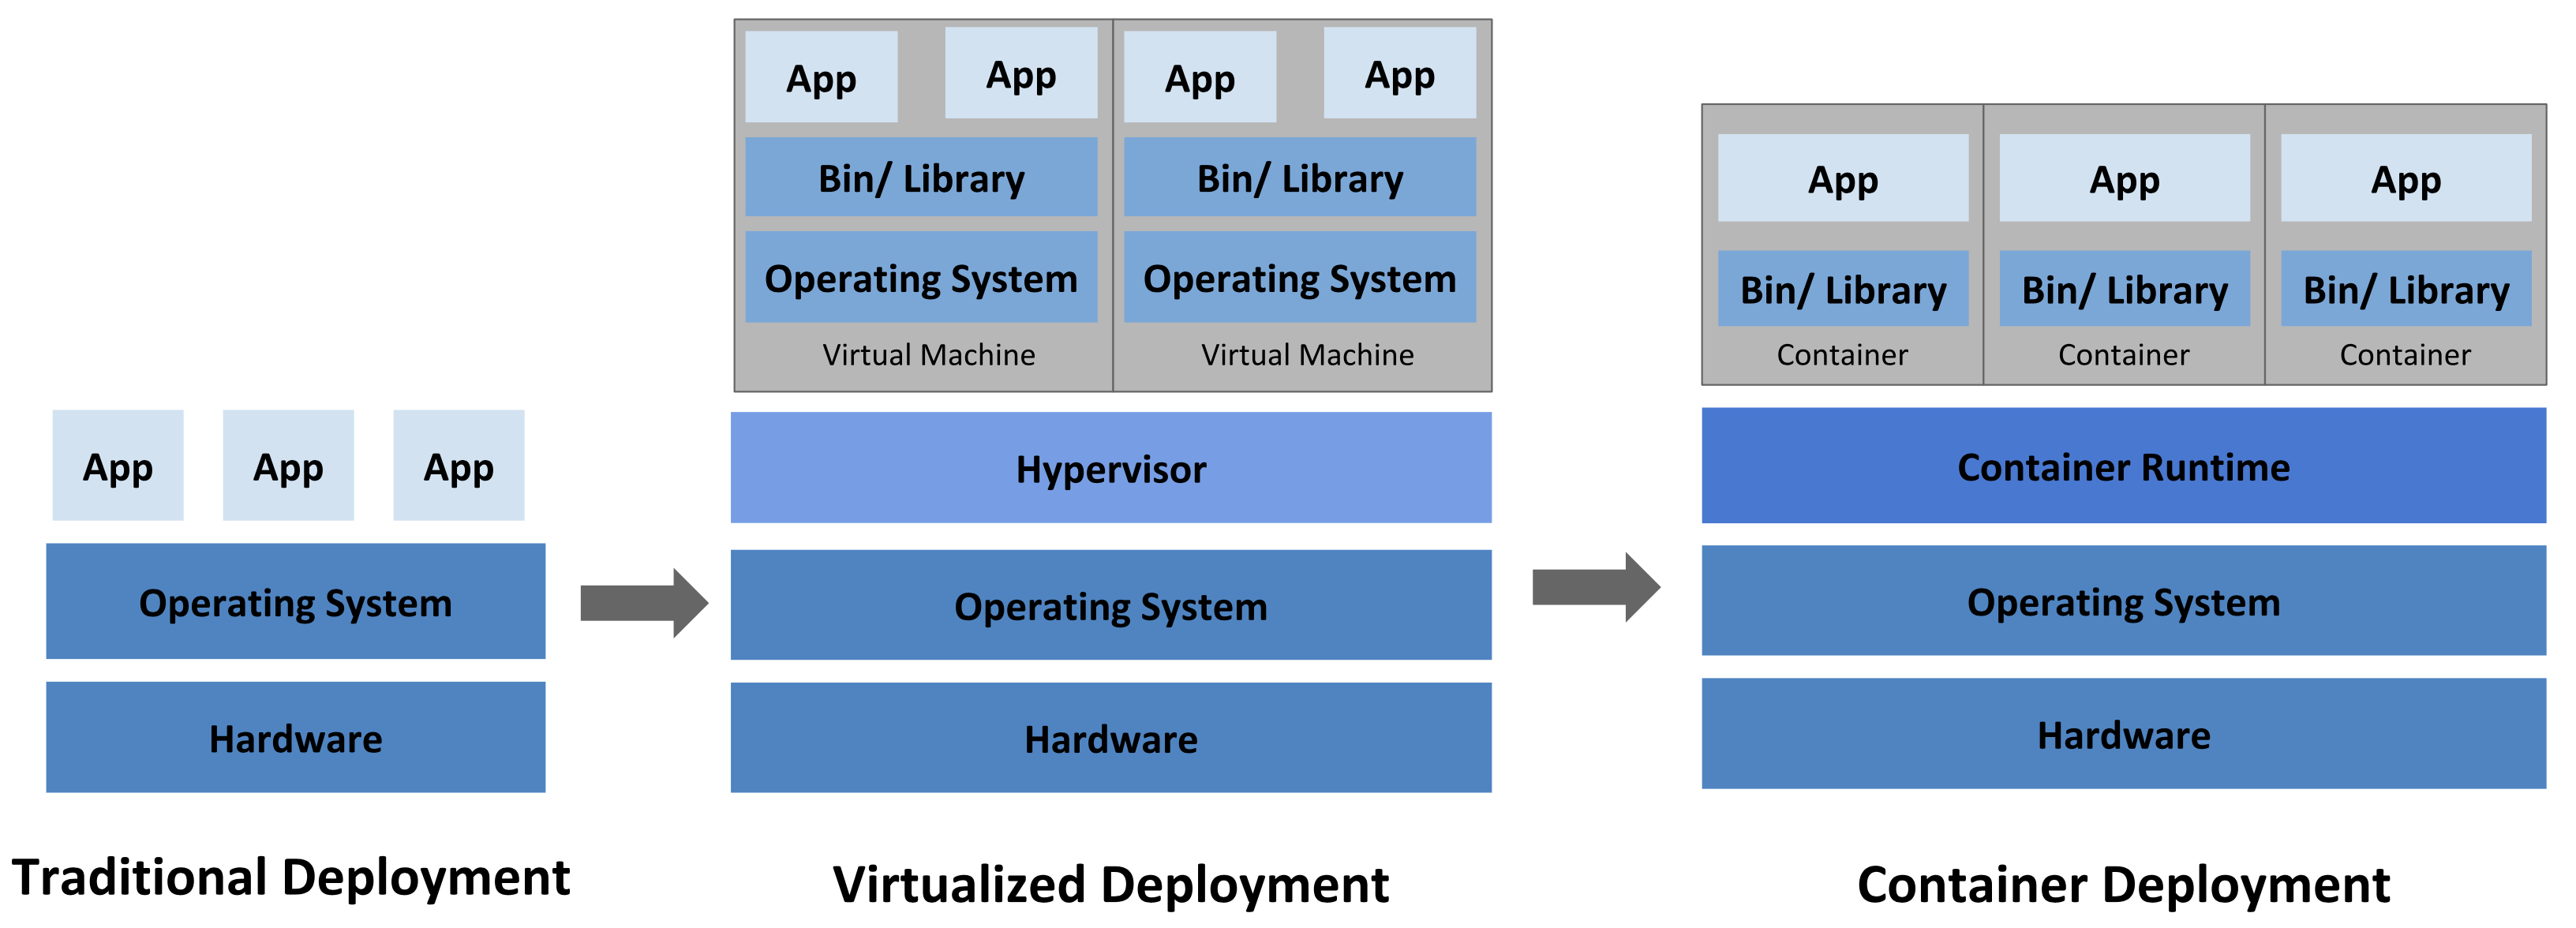 App
App
App
Operating System
Hardware
Traditional Deployment
App
App
Bin/ Library
Operating System
Virtual Machine
App
App
Bin/ Library
Operating System
Virtual Machine
Hypervisor
Operating System
Hardware
Virtualized Deployment
App
Bin/ Library
Container
App
Bin/ Library
Container
App
Bin/ Library
Container
Container Runtime
Operating System
Hardware
Container Deployment